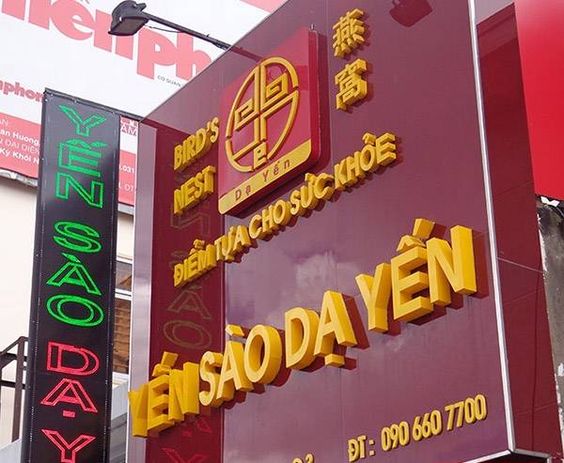 BIRD'S
NEST
燕窩
Dạ Yến
ĐIỂM TỰA CHO SỨC KHỎE
YẾN SÀO DẠ YẾN
ĐT: 090 660 7700
YẾN SÀO DẠ Y